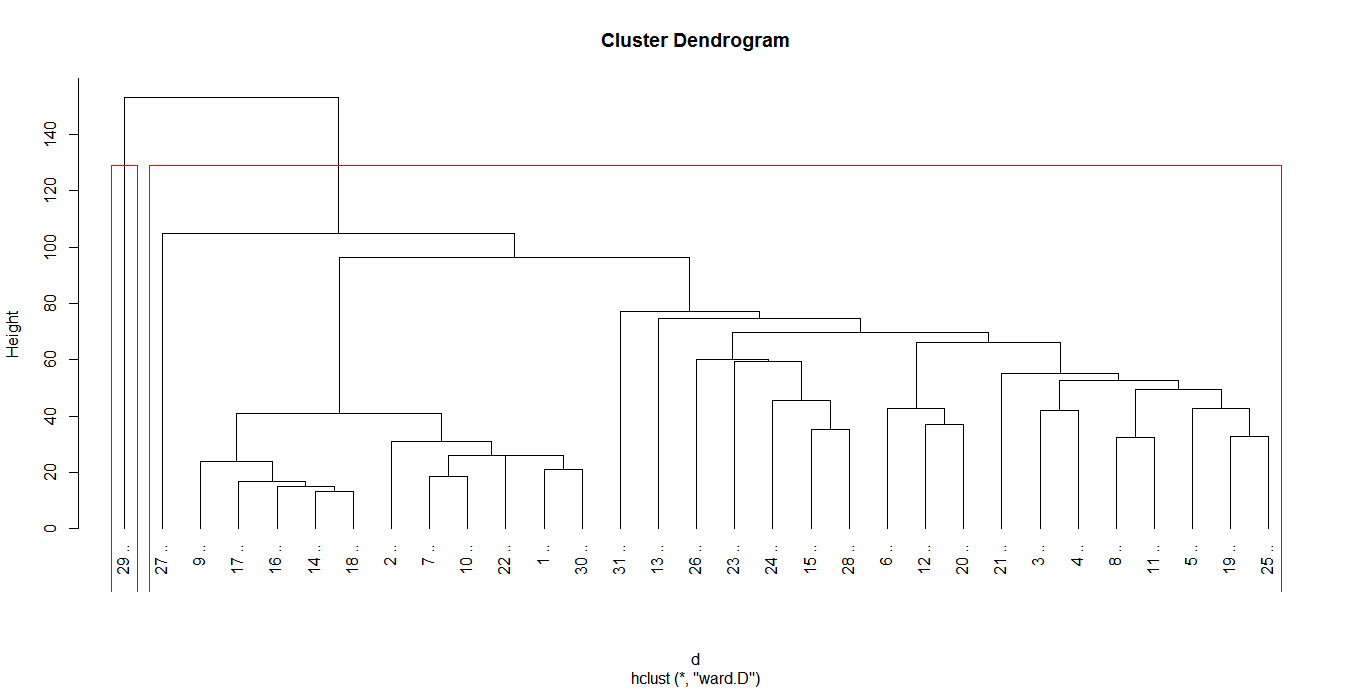 Cluster Dendrogram
Height
0 20 40 60 80 100 120 140
29 .. 27 .. 9 .. 17 .. 16 .. 14 .. 18 .. 2 .. 7 .. 10 .. 22 .. 1 .. 30 .. 31 .. 13 .. 26 .. 23 .. 24 .. 15 .. 28 .. 6 .. 12 .. 20 .. 21 .. 3 .. 4 .. 8 .. 11 .. 5 .. 19 .. 25 ..
d
hclust (*, "ward.D")